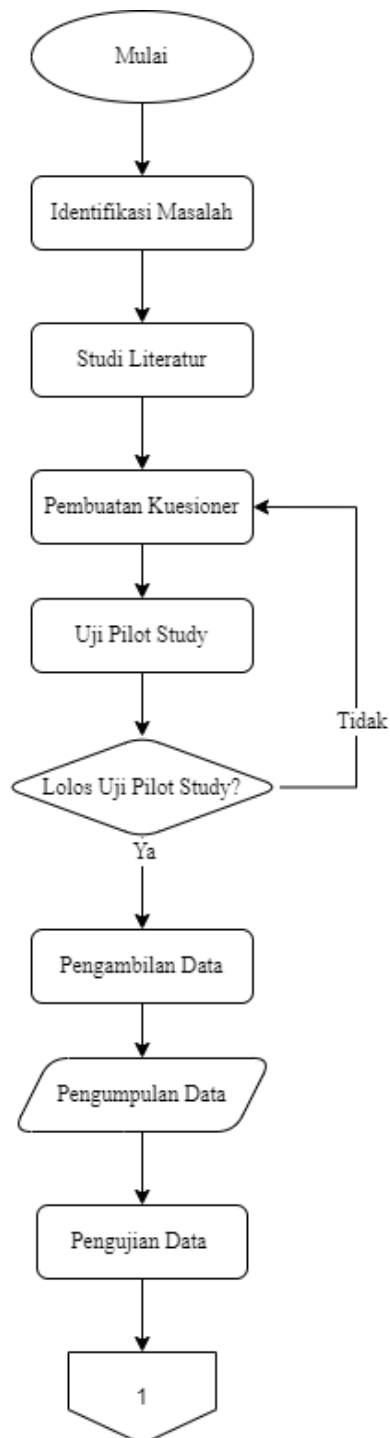 Mulai
Identifikasi Masalah
Studi Literatur
Pembuatan Kuesioner
Uji Pilot Study
Tidak
Lolos Uji Pilot Study?
Ya
Pengambilan Data
Pengumpulan Data
Pengujian Data
1